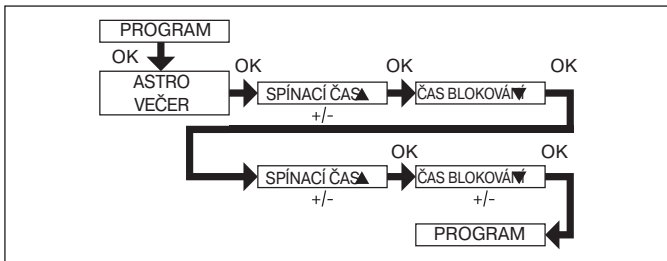 PROGRAM
OK
ASTRO
VEČER
OK
SPÍNACÍ ČAS▲
+/-
OK
ČAS BLOKOVÁNÍ▼
OK
SPÍNACÍ ČAS▲
+/-
OK
ČAS BLOKOVÁNÍ▼
+/-
OK
PROGRAM